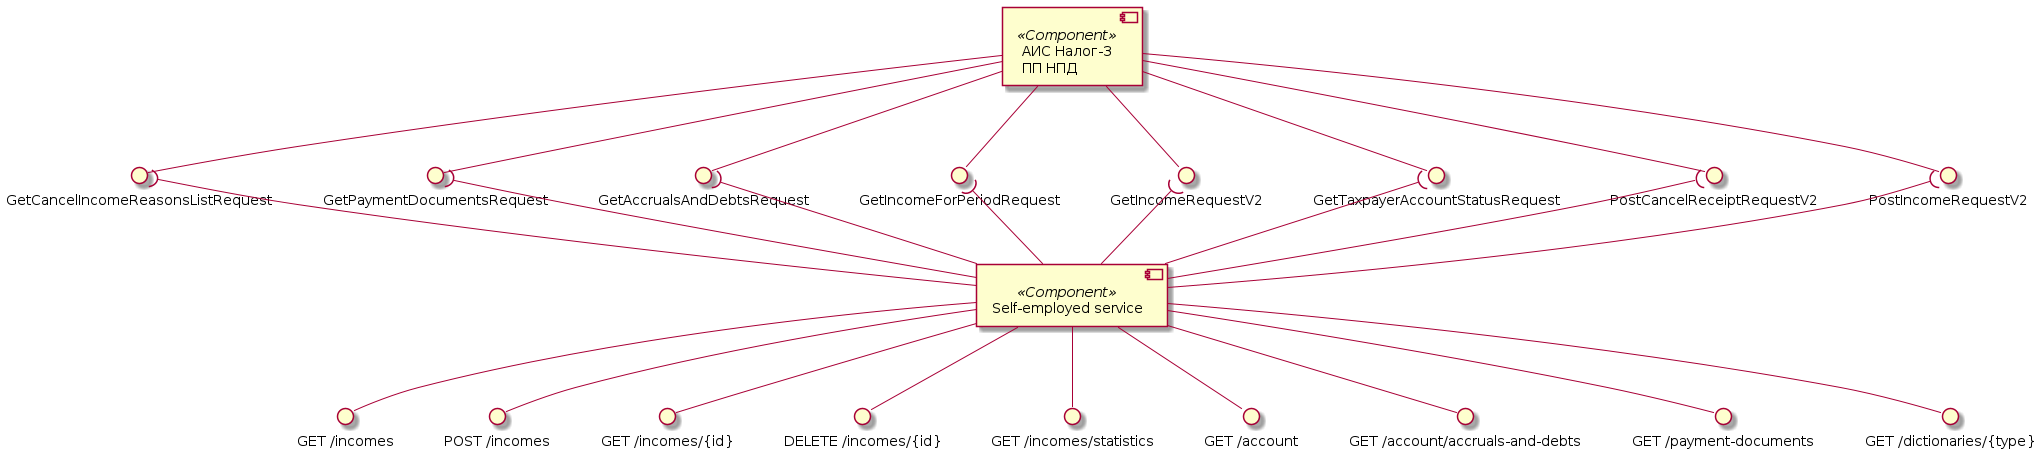 «Component»
АИС Налог-3
ПП НПД
GetCancelIncomeReasonsListRequest
GetPaymentDocumentsRequest
GetAccrualsAndDebtsRequest
GetIncomeForPeriodRequest
GetIncomeRequestV2
GetTaxpayerAccountStatusRequest
PostCancelReceiptRequestV2
PostIncomeRequestV2
«Component»
Self-employed service
GET /incomes
POST /incomes
GET /incomes/{id}
DELETE /incomes/{id}
GET /incomes/statistics
GET /account
GET /account/accruals-and-debts
GET /payment-documents
GET /dictionaries/{type}